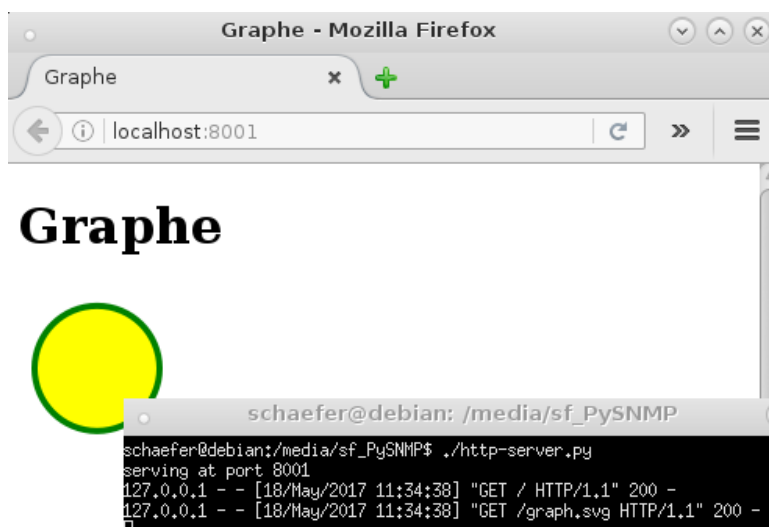 Graphe - Mozilla Firefox
Graphe
localhost:8001
Graphe
schaefer@debian: /media/sf_PySNMP
schaefer@debian:/media/sf_PySNMP$ ./http-server.py
serving at port 8001
127.0.0.1 - - [18/May/2017 11:34:38] "GET / HTTP/1.1" 200 -
127.0.0.1 - - [18/May/2017 11:34:38] "GET /graph.svg HTTP/1.1" 200 -